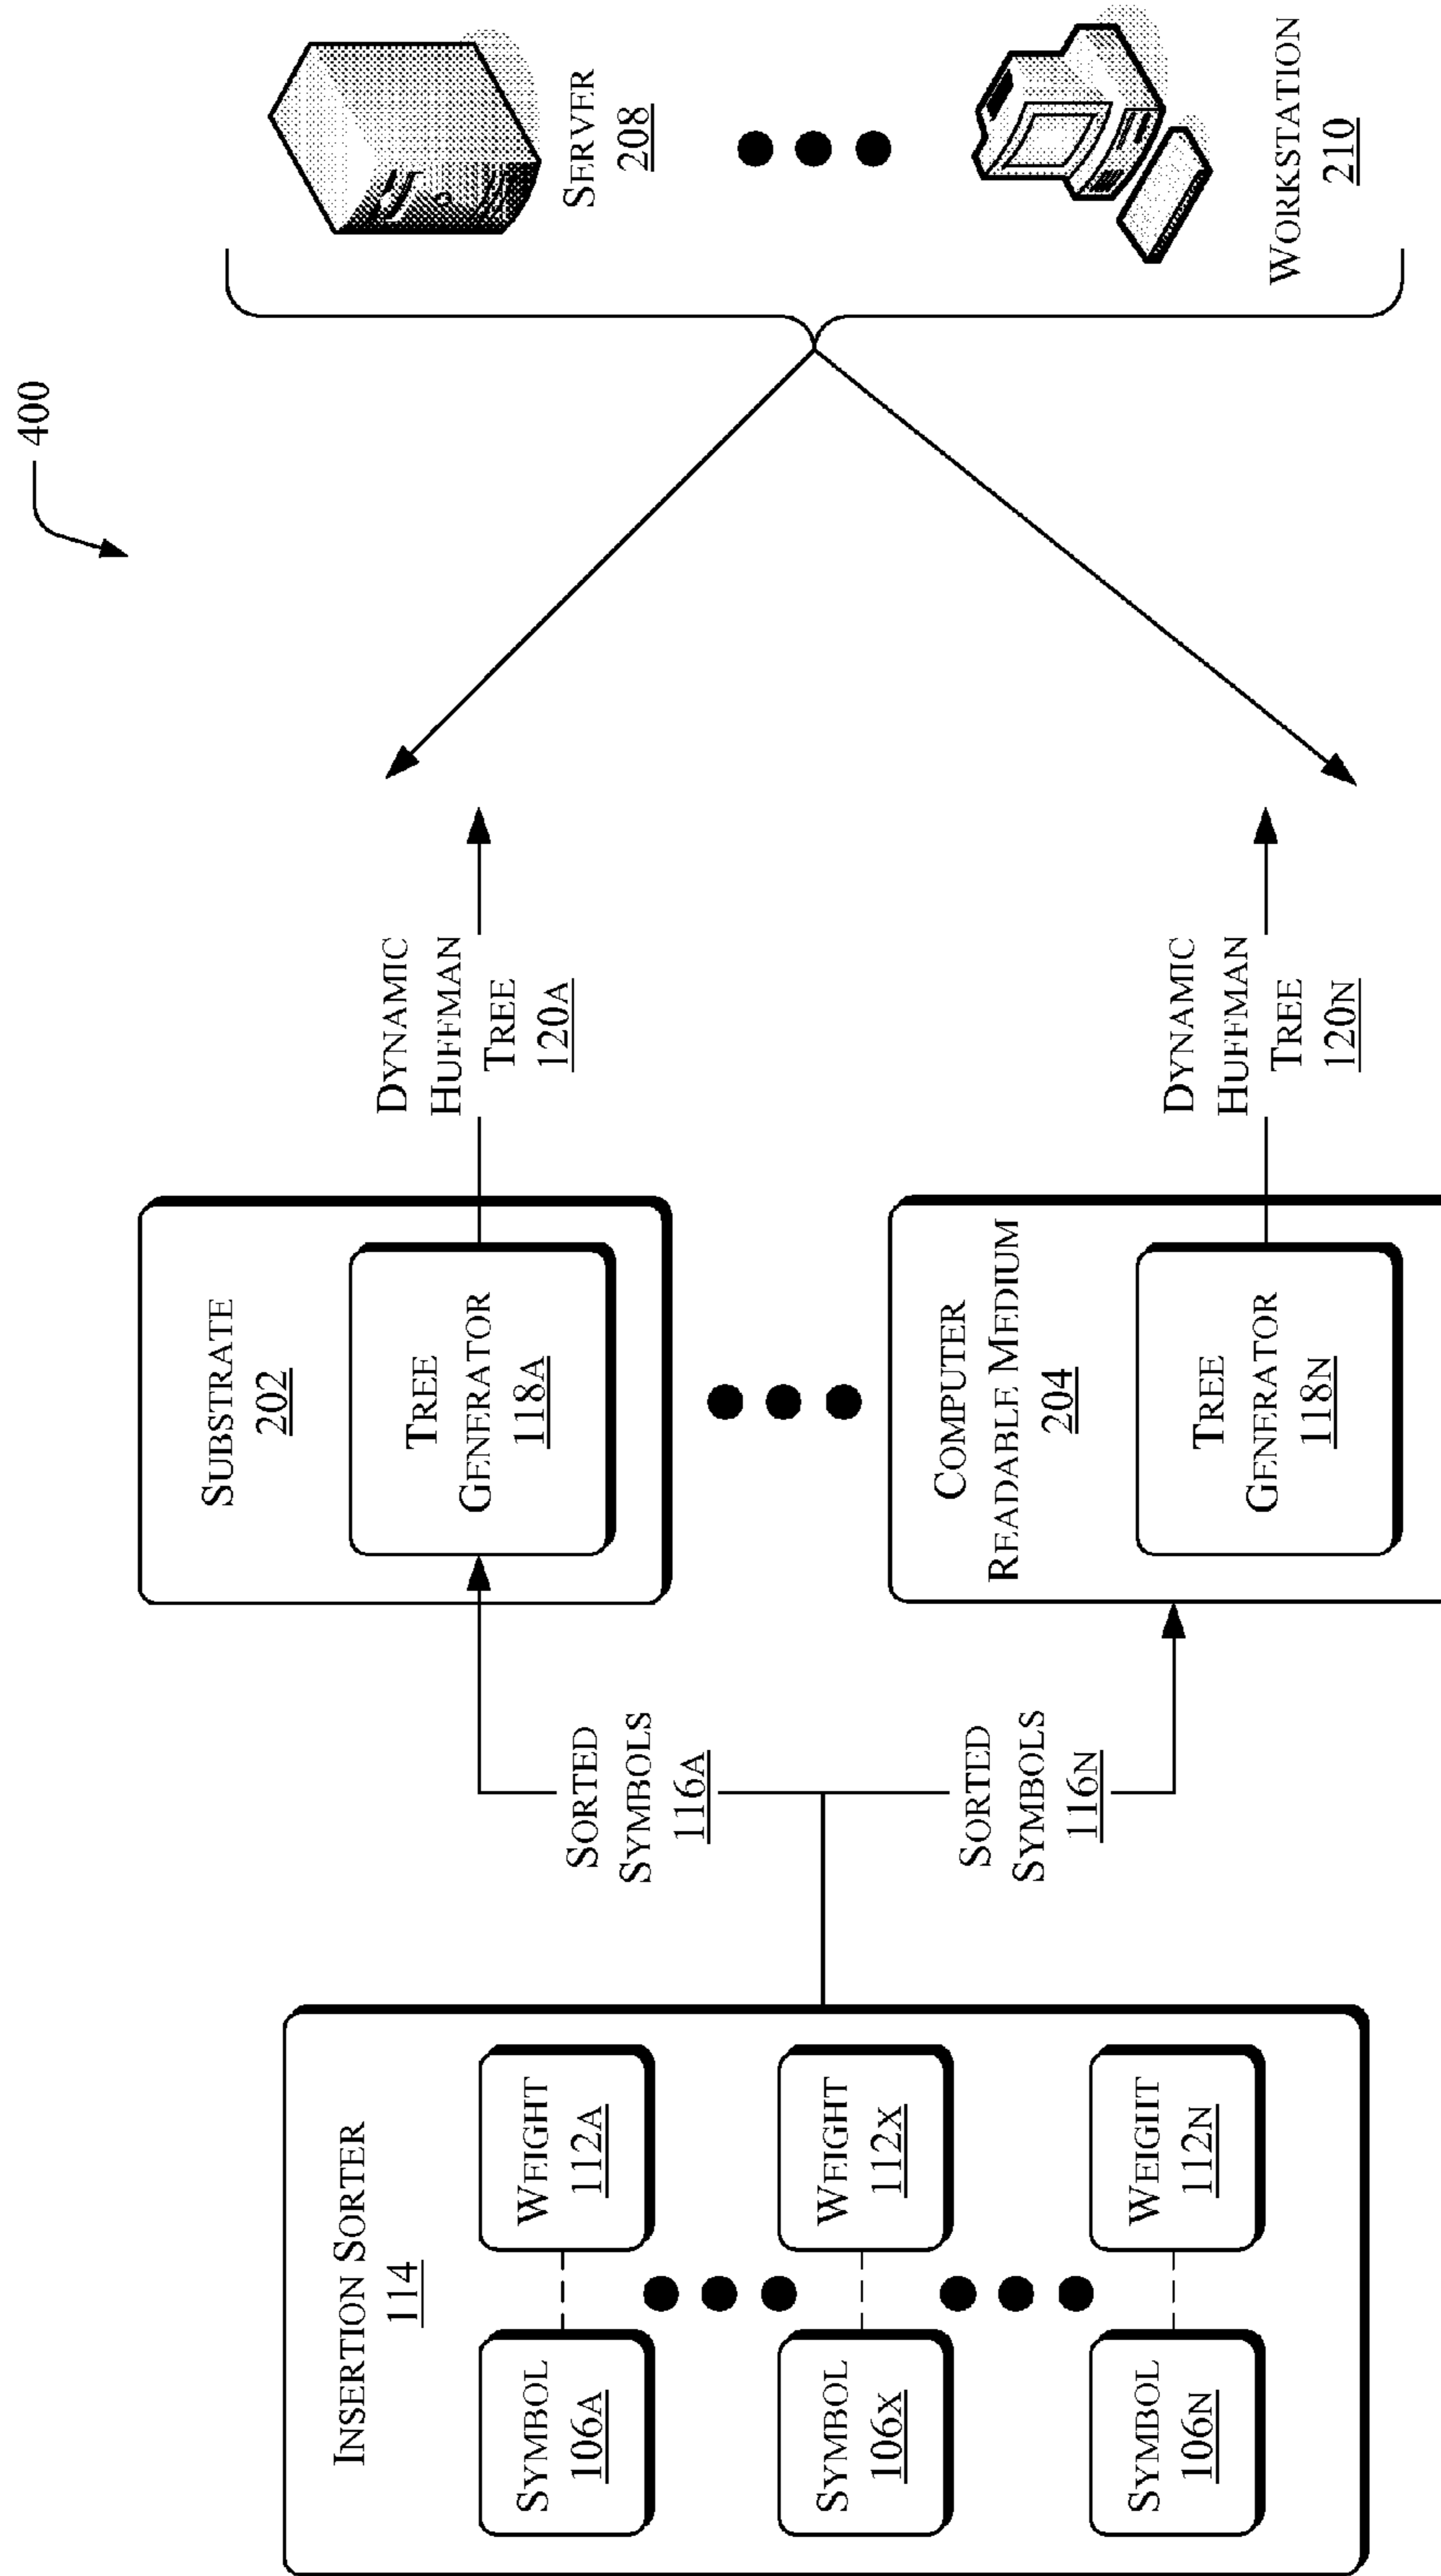 400
INSERTION SORTER
114
SYMBOL
106A
WEIGHT
112A
SYMBOL
106X
WEIGHT
112X
SYMBOL
106N
WEIGHT
112N
SORTED
SYMBOLS
116A
SORTED
SYMBOLS
116N
SUBSTRATE
202
TREE
GENERATOR
118A
COMPUTER
READABLE MEDIUM
204
TREE
GENERATOR
118N
DYNAMIC
HUFFMAN
TREE
120A
DYNAMIC
HUFFMAN
TREE
120N
SERVER
208
WORKSTATION
210